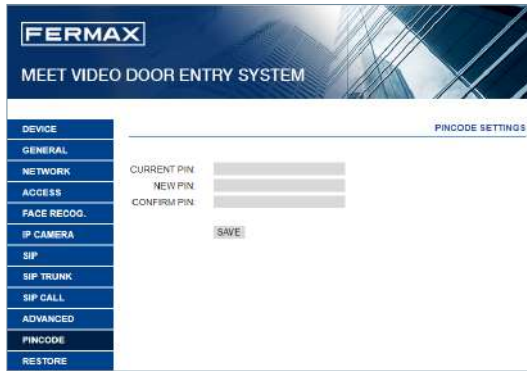 FERMAX
MEET VIDEO DOOR ENTRY SYSTEM
DEVICE
GENERAL
NETWORK
ACCESS
FACE RECOG.
IP CAMERA
SIP
SIP TRUNK
SIP CALL
ADVANCED
PINCODE
RESTORE
PINCODE SETTINGS
CURRENT PIN:
NEW PIN:
CONFIRM PIN:
SAVE